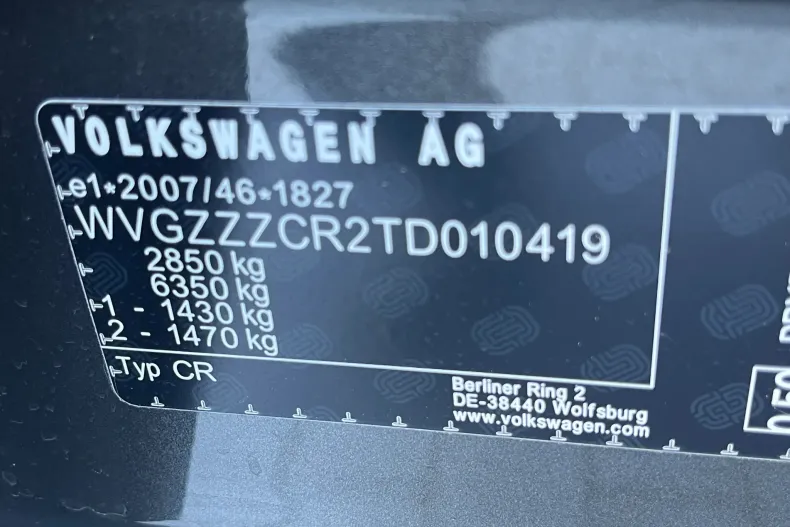 VOLKSWAGEN AG
e1*2007/46*1827
WVGZZZCR2TD010419
2850 kg
6350 kg
1 - 1430 kg
2 - 1470 kg
Typ CR
Berliner Ring 2
DE-38440 Wolfsburg
www.volkswagen.com